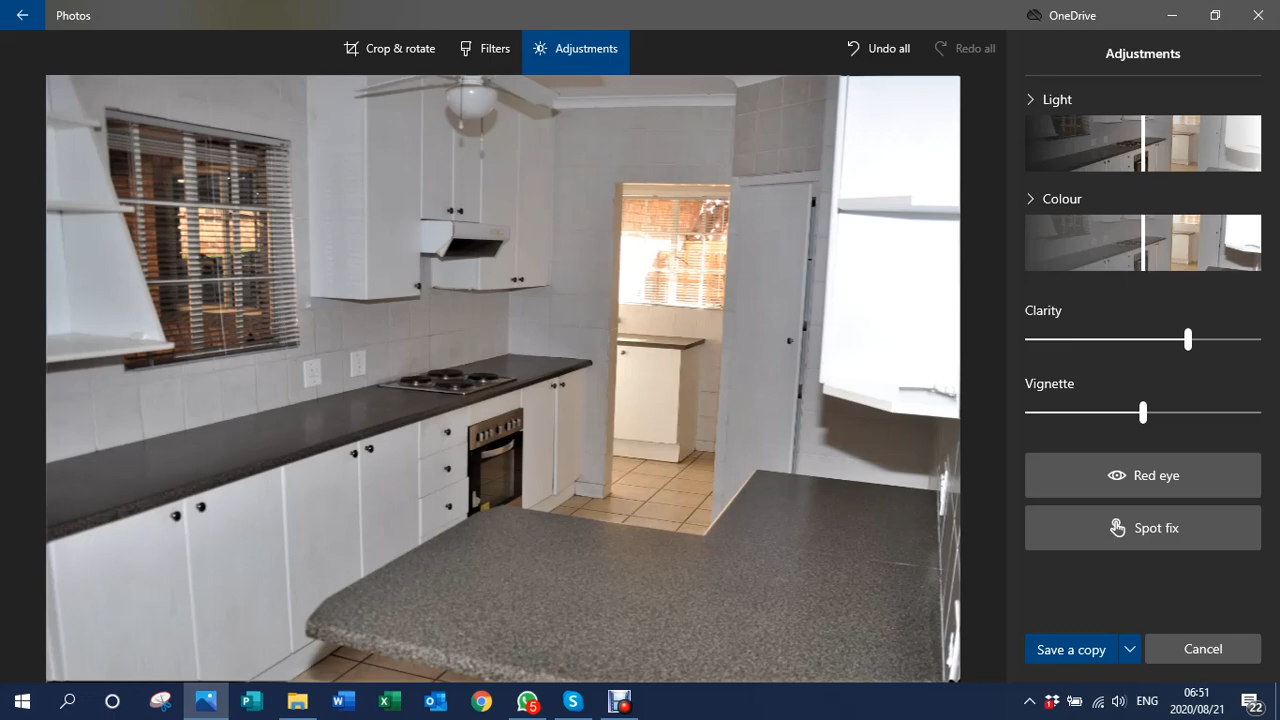 Photos
OneDrive
Crop & rotate
Filters
Adjustments
Undo all
Redo all
Adjustments
Light
Colour
Clarity
Vignette
Red eye
Spot fix
Save a copy
Cancel
5
ENG
06:51
2020/08/21
22